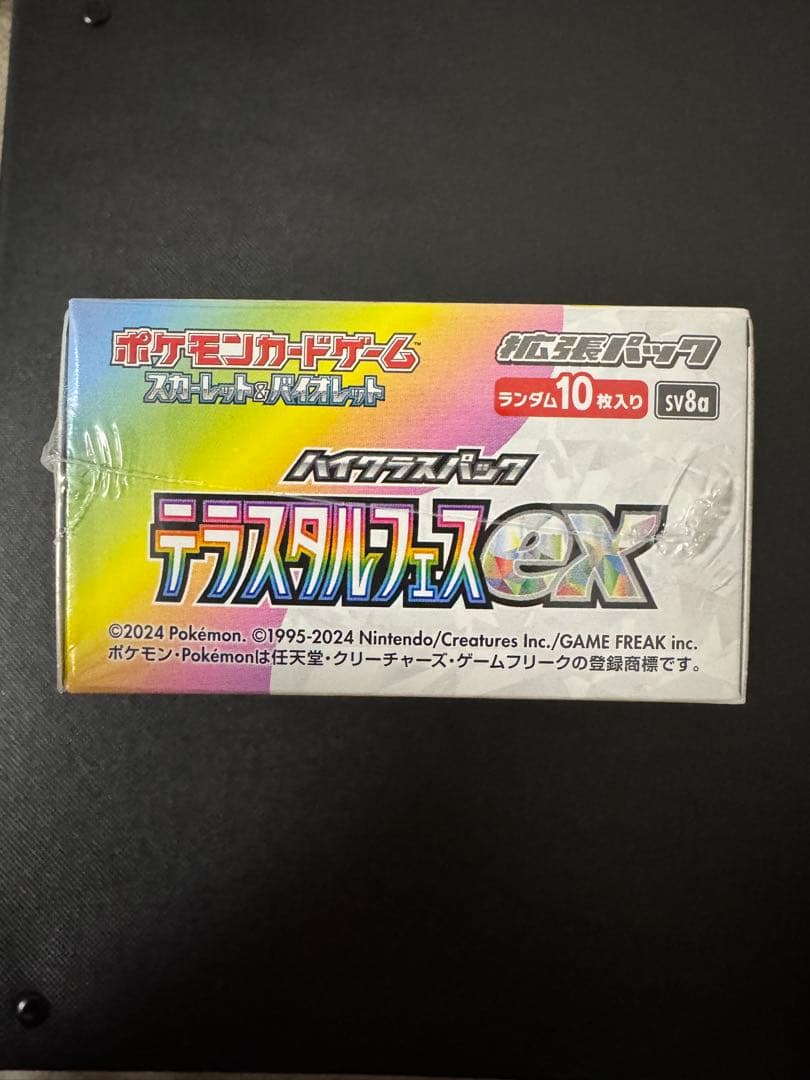 ポケモンカードゲーム™
スカーレット&バイオレット
拡張パック
ランダム10枚入り
sv8a
ハイクラスパック
テラスタルフェスex
©2024 Pokémon. ©1995-2024 Nintendo/Creatures Inc./GAME FREAK inc.
ポケモン・Pokémonは任天堂・クリーチャーズ・ゲームフリークの登録商標です。